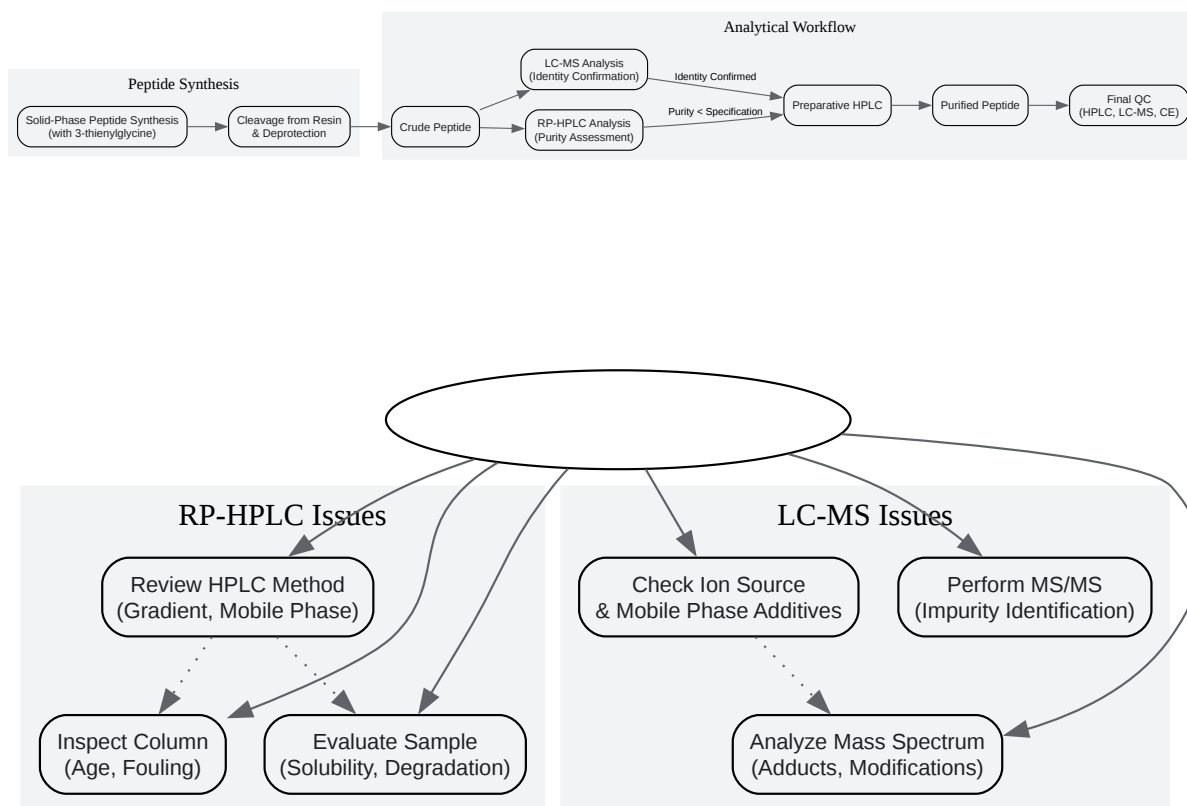 Analytical Workflow
Peptide Synthesis
Solid-Phase Peptide Synthesis
(with 3-thienylglycine)
Cleavage from Resin
& Deprotection
Crude Peptide
LC-MS Analysis
(Identity Confirmation)
RP-HPLC Analysis
(Purity Assessment)
Identity Confirmed
Purity < Specification
Preparative HPLC
Purified Peptide
Final QC
(HPLC, LC-MS, CE)
RP-HPLC Issues
Review HPLC Method
(Gradient, Mobile Phase)
Inspect Column
(Age, Fouling)
Evaluate Sample
(Solubility, Degradation)
LC-MS Issues
Check Ion Source
& Mobile Phase Additives
Perform MS/MS
(Impurity Identification)
Analyze Mass Spectrum
(Adducts, Modifications)